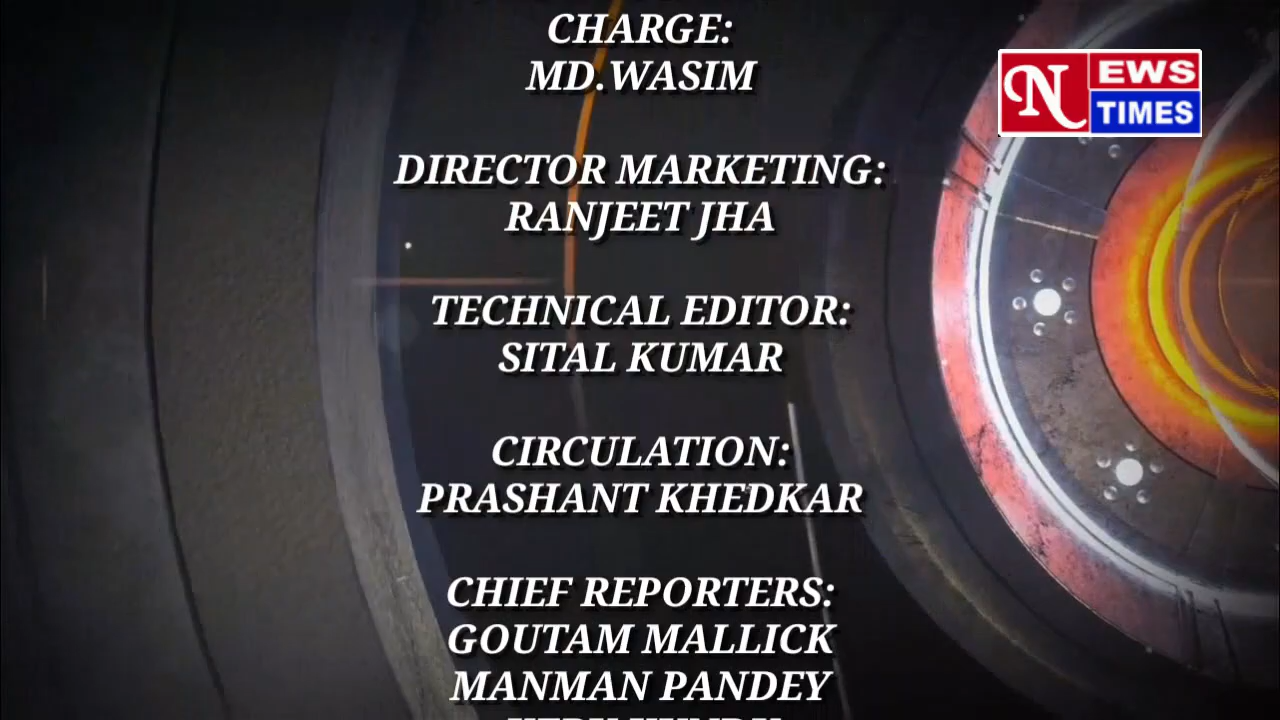 CHARGE:
MD.WASIM
N EWS
TIMES
DIRECTOR MARKETING:
RANJEET JHA
TECHNICAL EDITOR:
SITAL KUMAR
CIRCULATION:
PRASHANT KHEDKAR
CHIEF REPORTERS:
GOUTAM MALLICK
MANMAN PANDEY